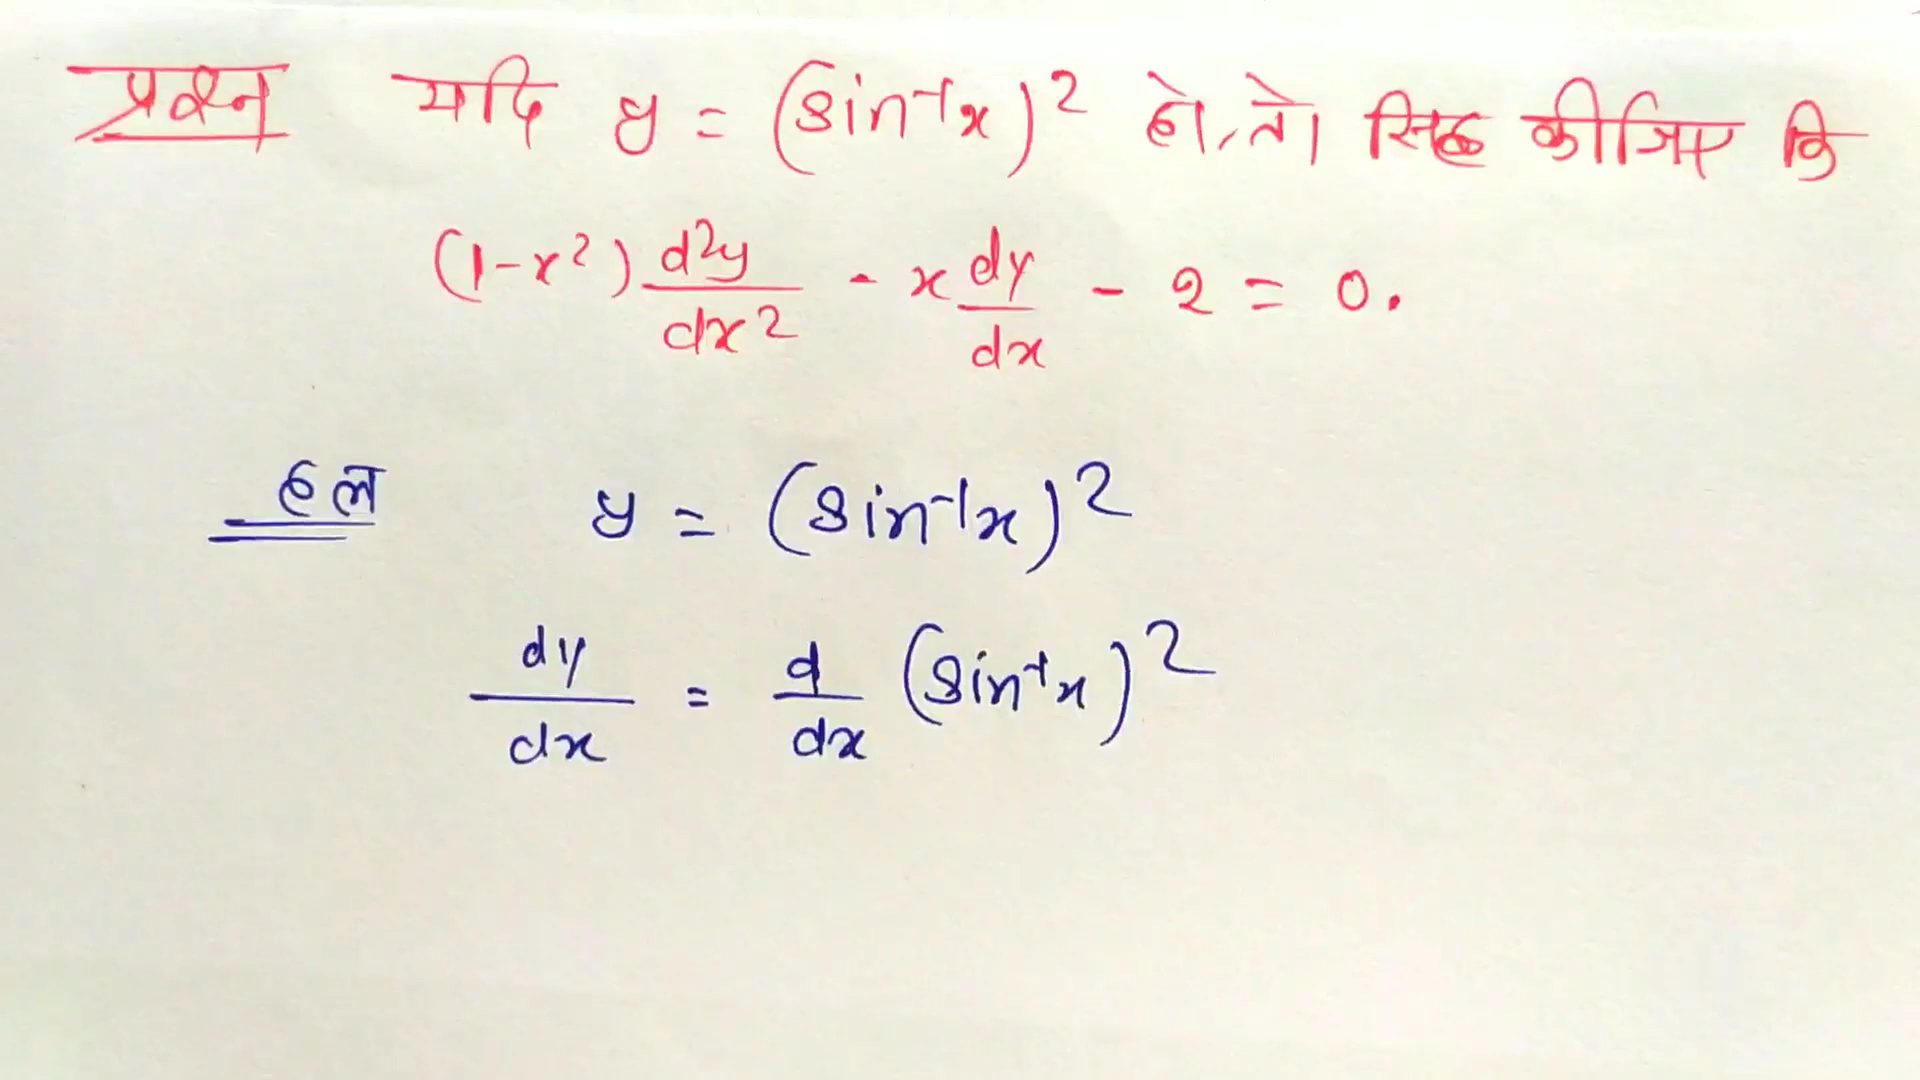 प्रश्न यदि y = (sin⁻¹x)² हो, तो सिद्ध कीजिए कि
(1-x²) d²y/dx² - x dy/dx - 2 = 0.
हल y = (sin⁻¹x)²
dy/dx = d/dx (sin⁻¹x)²